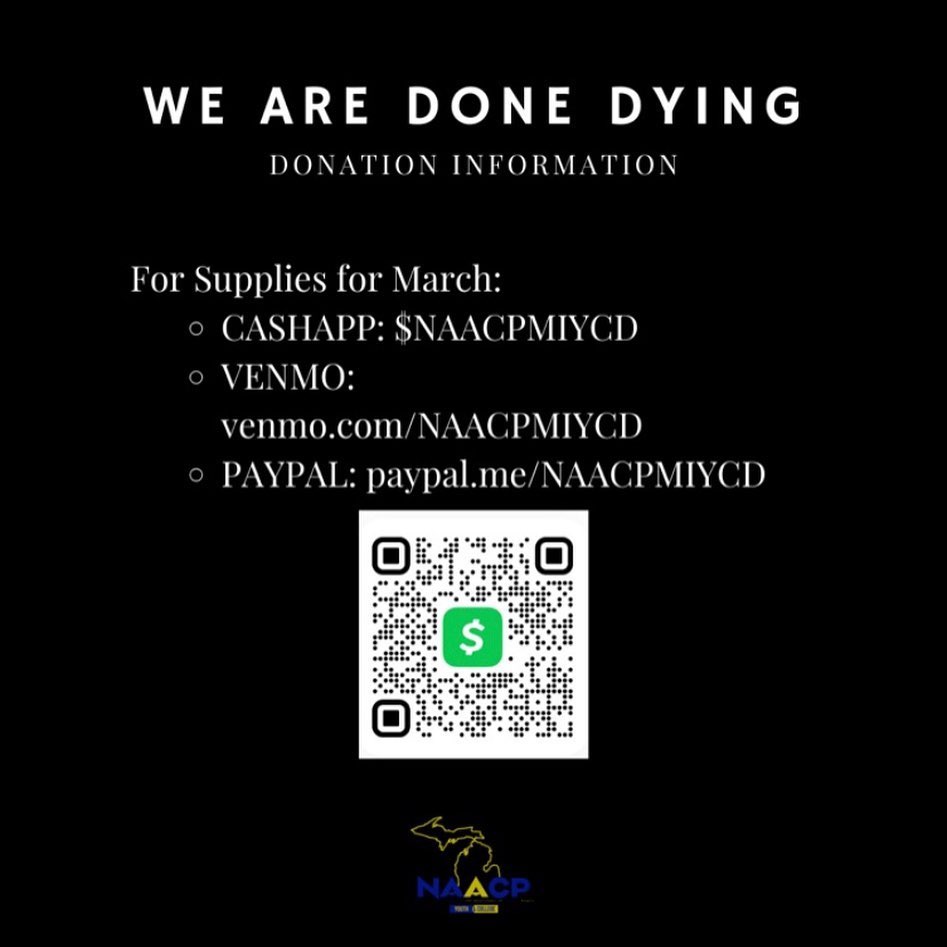 WE ARE DONE DYING
DONATION INFORMATION
For Supplies for March:
CASHAPP: $NAACPMIYCD
VENMO:
venmo.com/NAACPMIYCD
PAYPAL: paypal.me/NAACPMIYCD
$
NAACP
YOUTH & COLLEGE